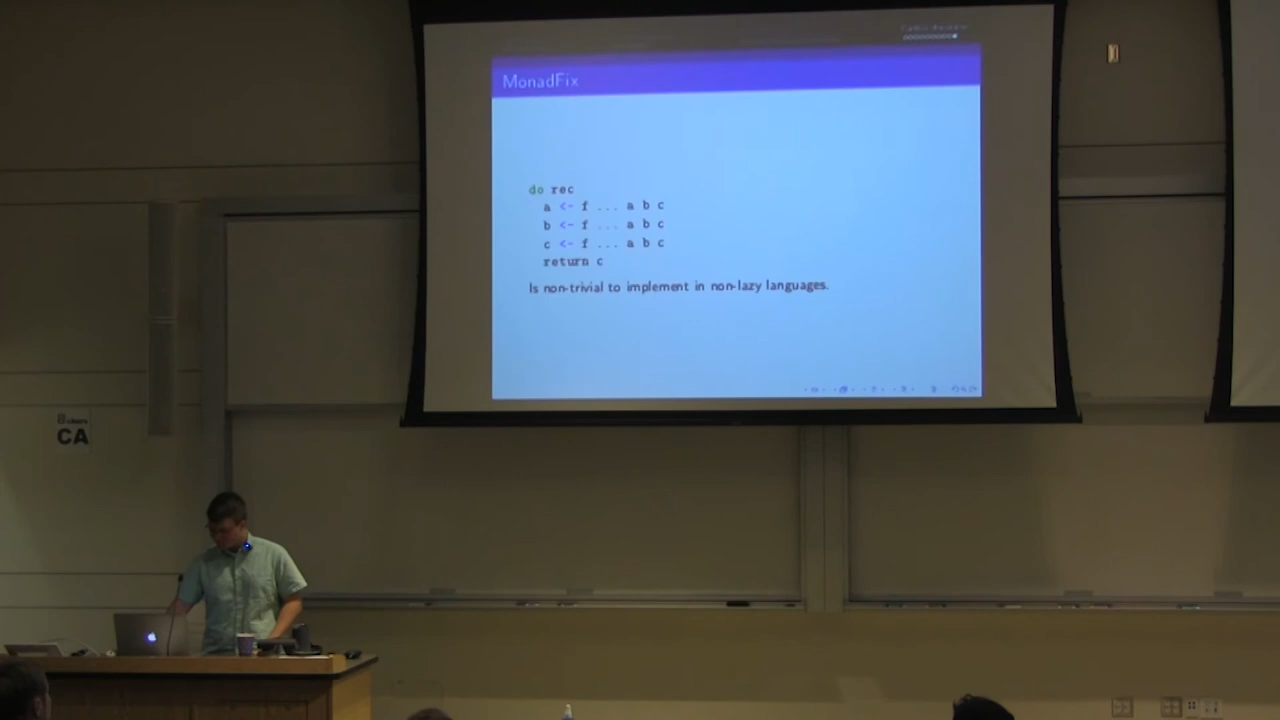 MonadFix
do rec
a <- f ... a b c
b <- f ... a b c
c <- f ... a b c
return c
Is non-trivial to implement in non-lazy languages.
CA